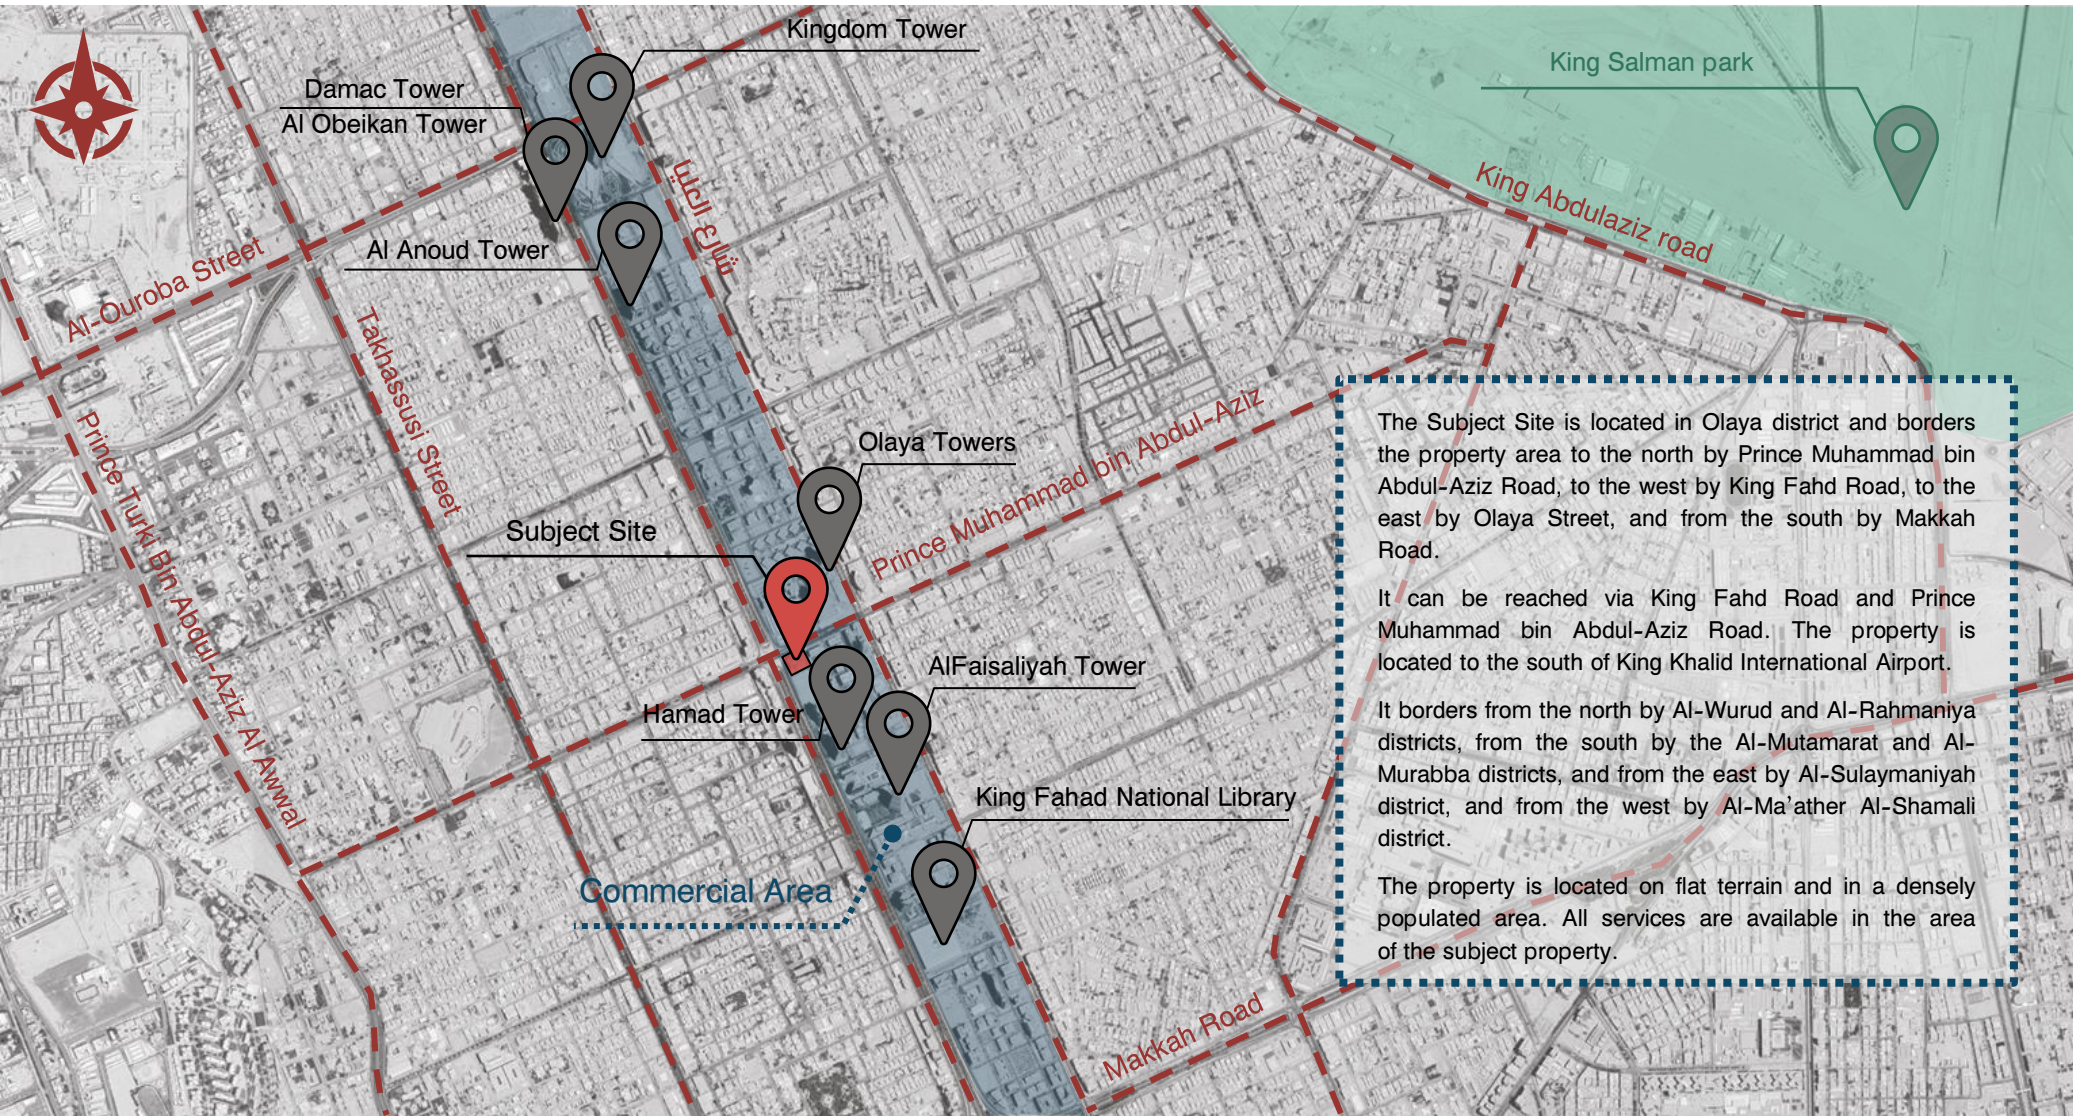 Kingdom Tower
King Salman park
Damac Tower
Al Obeikan Tower
شارع العليا
King Abdulaziz road
Al Anoud Tower
Al-Ouroba Street
Takhassusi Street
Prince Turki Bin Abdul-Aziz Al Awwal
Olaya Towers
Prince Muhammad bin Abdul-Aziz
Subject Site
AlFaisaliyah Tower
Hamad Tower
King Fahad National Library
Commercial Area
Makkah Road
The Subject Site is located in Olaya district and borders
the property area to the north by Prince Muhammad bin
Abdul-Aziz Road, to the west by King Fahd Road, to the
east by Olaya Street, and from the south by Makkah
Road.
It can be reached via King Fahd Road and Prince
Muhammad bin Abdul-Aziz Road. The property is
located to the south of King Khalid International Airport.
It borders from the north by Al-Wurud and Al-Rahmaniya
districts, from the south by the Al-Mutamarat and Al-
Murabba districts, and from the east by Al-Sulaymaniyah
district, and from the west by Al-Ma’ather Al-Shamali
district.
The property is located on flat terrain and in a densely
populated area. All services are available in the area
of the subject property.